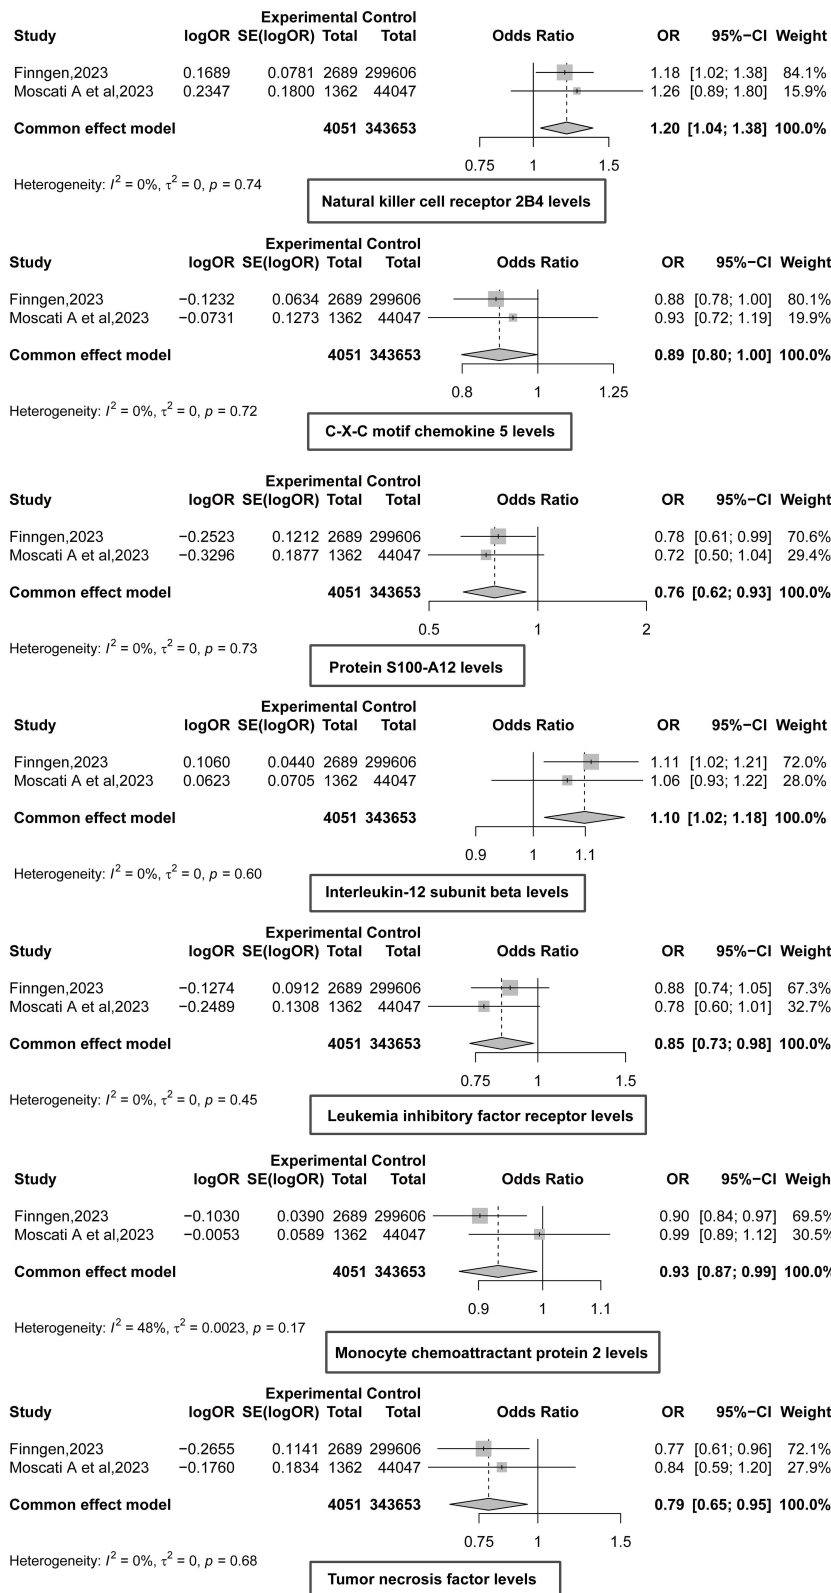 Experimental Control
Study logOR SE(logOR) Total Total Odds Ratio OR 95%−CI Weight
Finngen,2023 0.1689 0.0781 2689 299606 1.18 [1.02; 1.38] 84.1%
Moscati A et al,2023 0.2347 0.1800 1362 44047 1.26 [0.89; 1.80] 15.9%
Common effect model 4051 343653 1.20 [1.04; 1.38] 100.0%
0.75 1 1.5
Heterogeneity: I² = 0%, τ² = 0, p = 0.74
Natural killer cell receptor 2B4 levels
Experimental Control
Study logOR SE(logOR) Total Total Odds Ratio OR 95%−CI Weight
Finngen,2023 −0.1232 0.0634 2689 299606 0.88 [0.78; 1.00] 80.1%
Moscati A et al,2023 −0.0731 0.1273 1362 44047 0.93 [0.72; 1.19] 19.9%
Common effect model 4051 343653 0.89 [0.80; 1.00] 100.0%
0.8 1 1.25
Heterogeneity: I² = 0%, τ² = 0, p = 0.72
C-X-C motif chemokine 5 levels
Experimental Control
Study logOR SE(logOR) Total Total Odds Ratio OR 95%−CI Weight
Finngen,2023 −0.2523 0.1212 2689 299606 0.78 [0.61; 0.99] 70.6%
Moscati A et al,2023 −0.3296 0.1877 1362 44047 0.72 [0.50; 1.04] 29.4%
Common effect model 4051 343653 0.76 [0.62; 0.93] 100.0%
0.5 1 2
Heterogeneity: I² = 0%, τ² = 0, p = 0.73
Protein S100-A12 levels
Experimental Control
Study logOR SE(logOR) Total Total Odds Ratio OR 95%−CI Weight
Finngen,2023 0.1060 0.0440 2689 299606 1.11 [1.02; 1.21] 72.0%
Moscati A et al,2023 0.0623 0.0705 1362 44047 1.06 [0.93; 1.22] 28.0%
Common effect model 4051 343653 1.10 [1.02; 1.18] 100.0%
0.9 1 1.1
Heterogeneity: I² = 0%, τ² = 0, p = 0.60
Interleukin-12 subunit beta levels
Experimental Control
Study logOR SE(logOR) Total Total Odds Ratio OR 95%−CI Weight
Finngen,2023 −0.1274 0.0912 2689 299606 0.88 [0.74; 1.05] 67.3%
Moscati A et al,2023 −0.2489 0.1308 1362 44047 0.78 [0.60; 1.01] 32.7%
Common effect model 4051 343653 0.85 [0.73; 0.98] 100.0%
0.75 1 1.5
Heterogeneity: I² = 0%, τ² = 0, p = 0.45
Leukemia inhibitory factor receptor levels
Experimental Control
Study logOR SE(logOR) Total Total Odds Ratio OR 95%−CI Weigh
Finngen,2023 −0.1030 0.0390 2689 299606 0.90 [0.84; 0.97] 69.5%
Moscati A et al,2023 −0.0053 0.0589 1362 44047 0.99 [0.89; 1.12] 30.5%
Common effect model 4051 343653 0.93 [0.87; 0.99] 100.0%
0.9 1 1.1
Heterogeneity: I² = 48%, τ² = 0.0023, p = 0.17
Monocyte chemoattractant protein 2 levels
Experimental Control
Study logOR SE(logOR) Total Total Odds Ratio OR 95%−CI Weight
Finngen,2023 −0.2655 0.1141 2689 299606 0.77 [0.61; 0.96] 72.1%
Moscati A et al,2023 −0.1760 0.1834 1362 44047 0.84 [0.59; 1.20] 27.9%
Common effect model 4051 343653 0.79 [0.65; 0.95] 100.0%
0.75 1 1.5
Heterogeneity: I² = 0%, τ² = 0, p = 0.68
Tumor necrosis factor levels